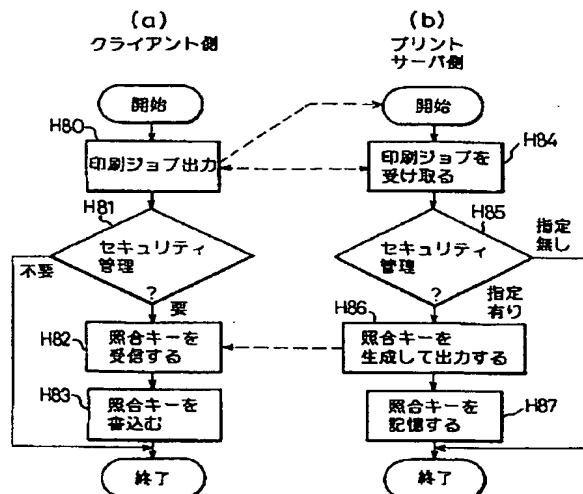 (a)
クライアント側
開始
H80
印刷ジョブ出力
H81
セキュリティ
管理
?
不要
要
H82
照合キーを
受信する
H83
照合キーを
書込む
終了
(b)
プリント
サーバ側
開始
H84
印刷ジョブを
受け取る
H85
セキュリティ
管理
?
指定
無し
指定
有り
H86
照合キーを
生成して出力する
H87
照合キーを
記憶する
終了